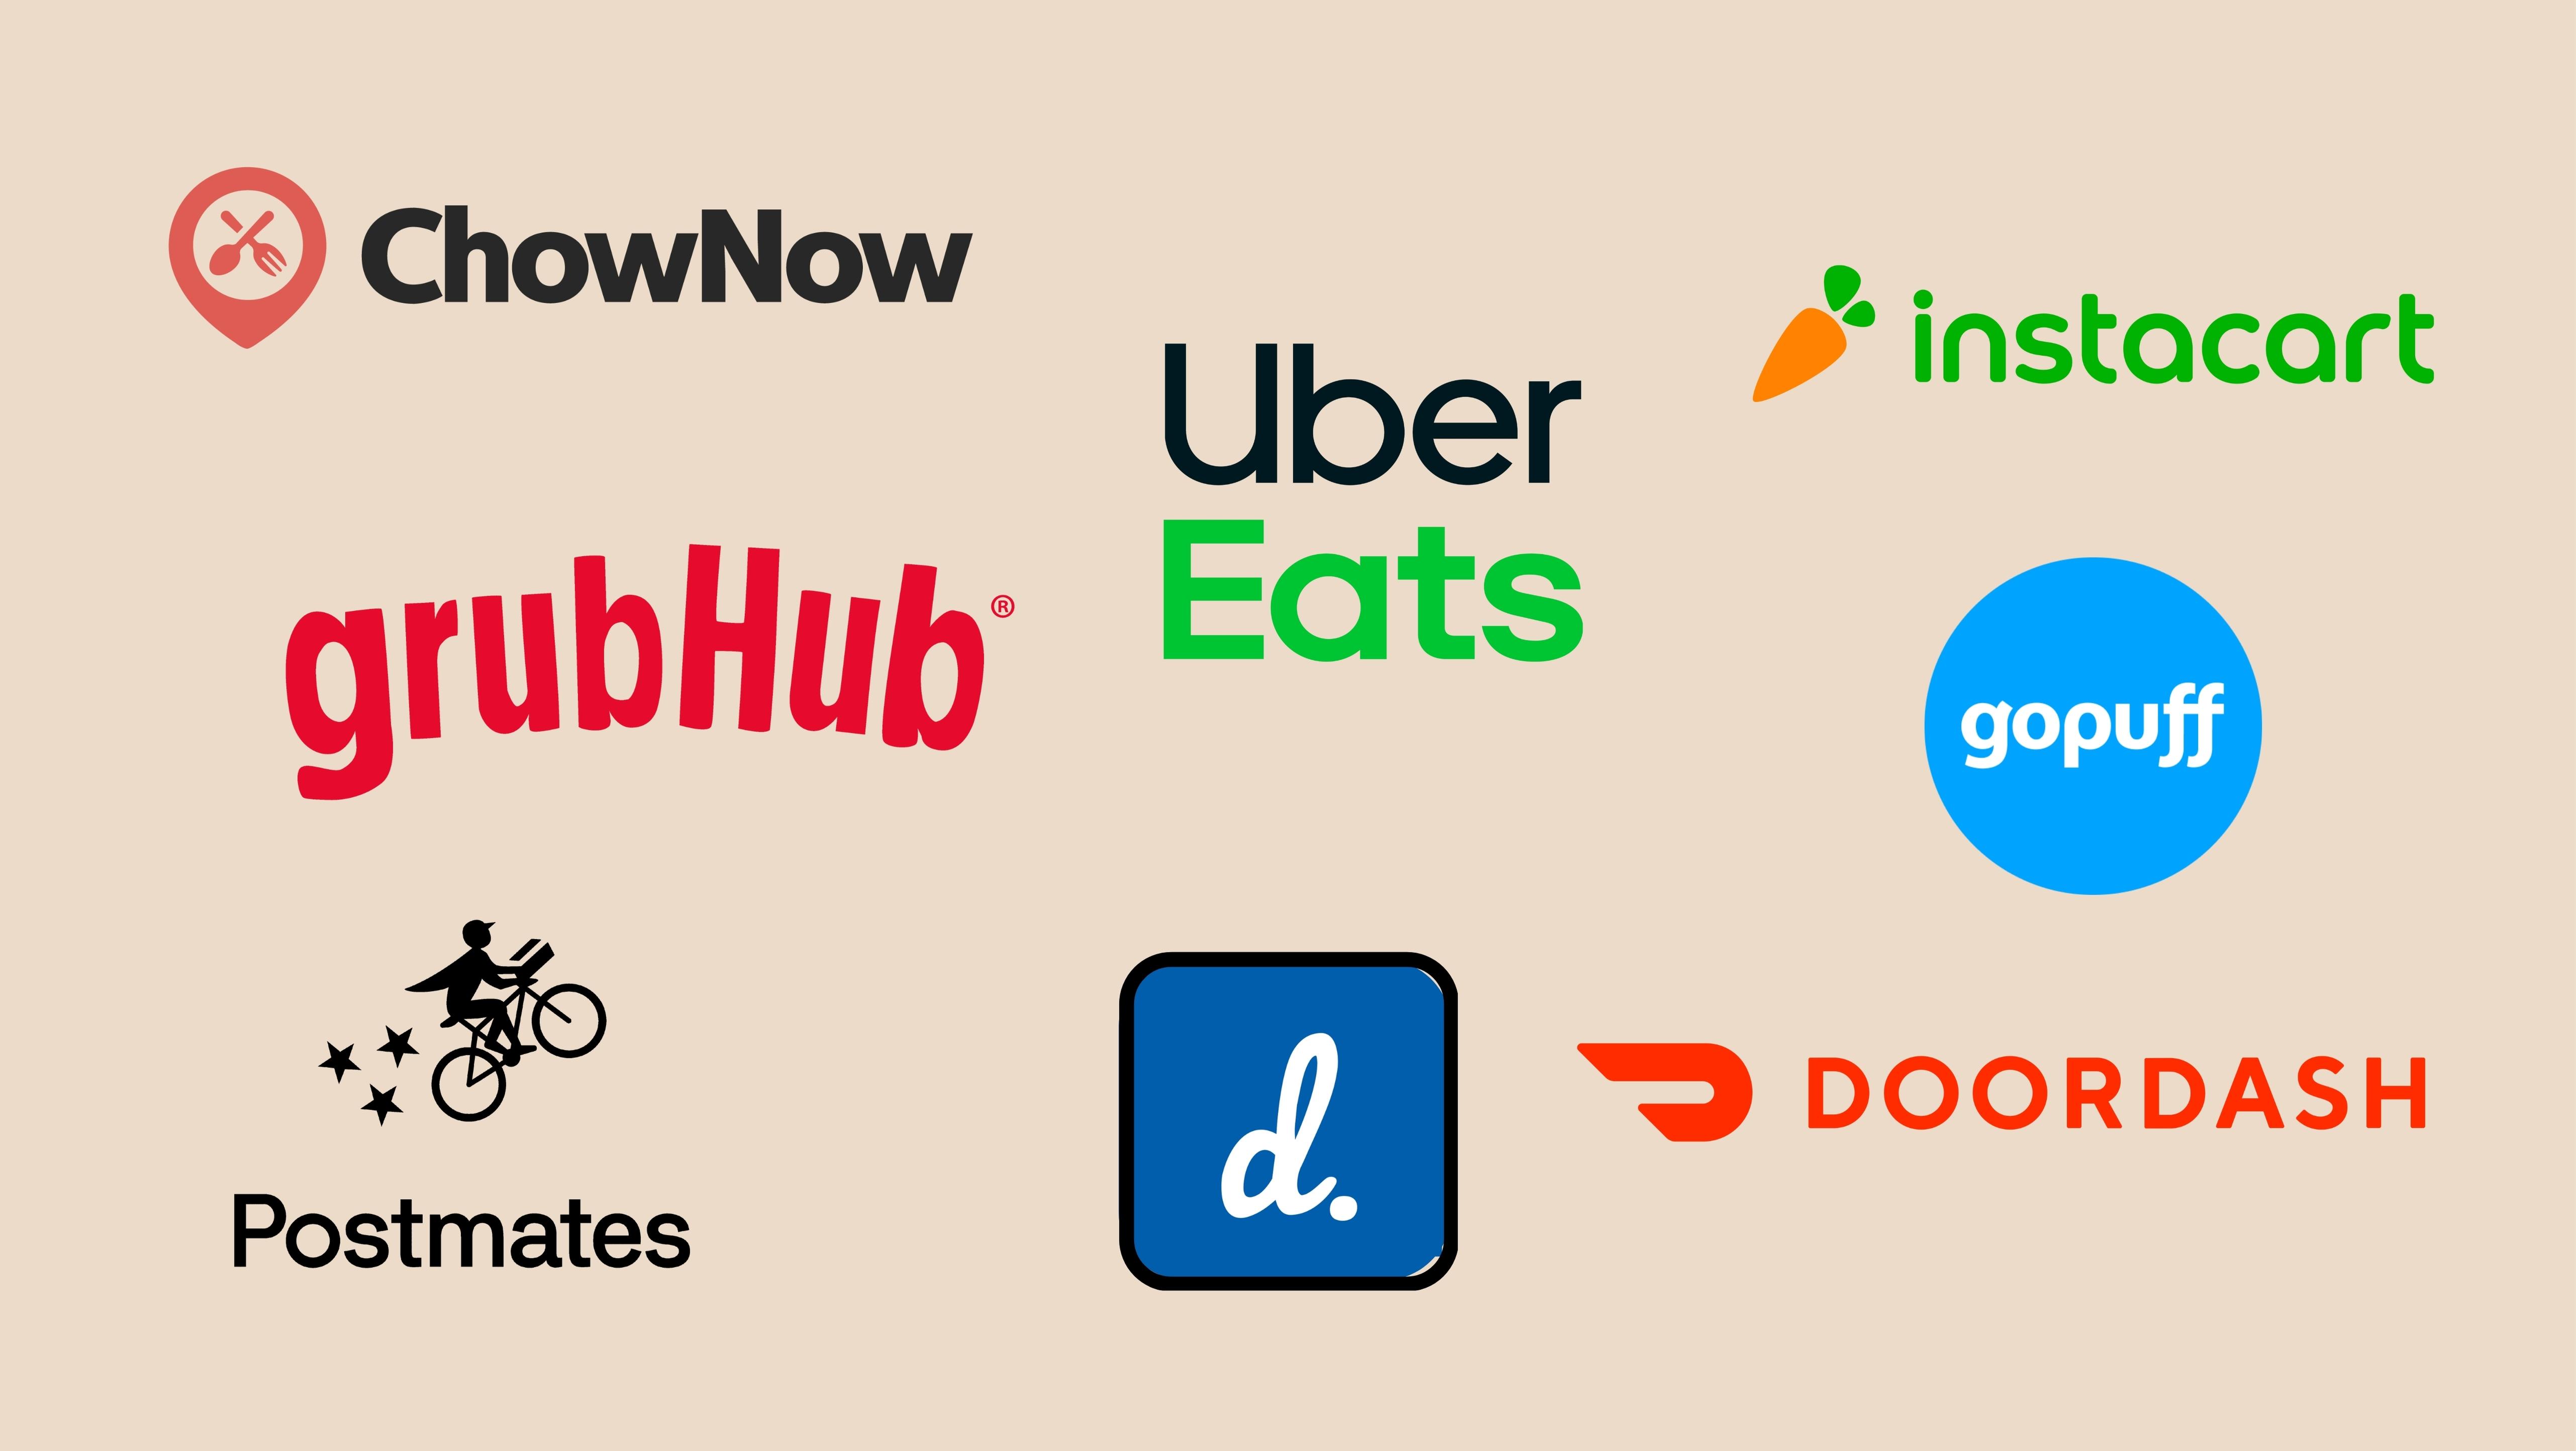 ChowNow
instacart
Uber
Eats
grubHub®
gopuff
d.
DOORDASH
Postmates